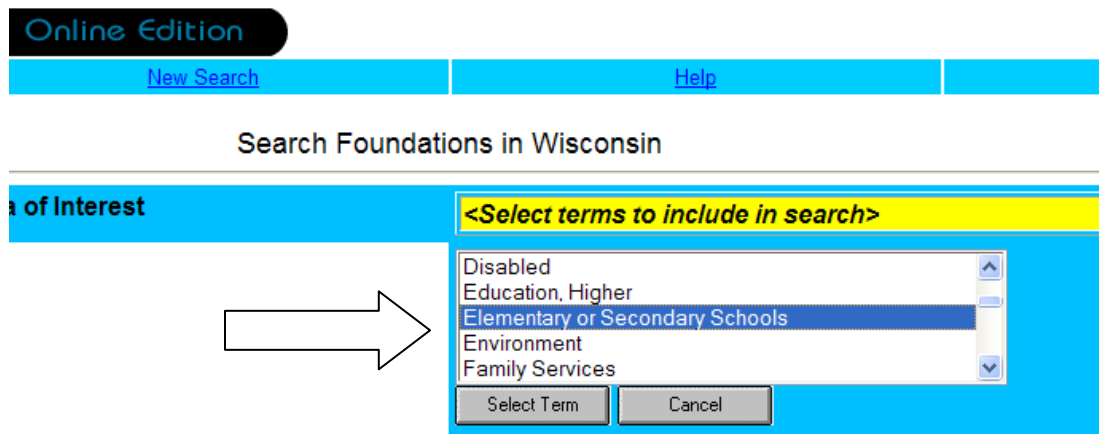 Online Edition
New Search Help
Search Foundations in Wisconsin
of Interest <Select terms to include in search>
Disabled
Education, Higher
Elementary or Secondary Schools
Environment
Family Services
Select Term Cancel